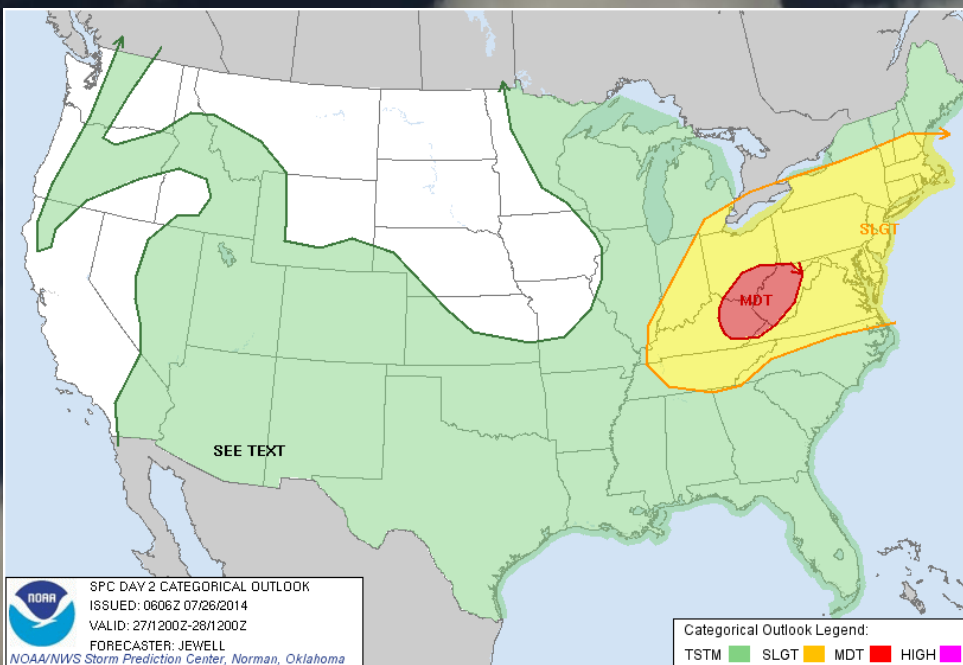 SLGT
MDT
SEE TEXT
NOAA
SPC DAY 2 CATEGORICAL OUTLOOK
ISSUED: 0606Z 07/26/2014
VALID: 27/1200Z-28/1200Z
FORECASTER: JEWELL
NOAA/NWS Storm Prediction Center, Norman, Oklahoma
Categorical Outlook Legend:
TSTM SLGT MDT HIGH